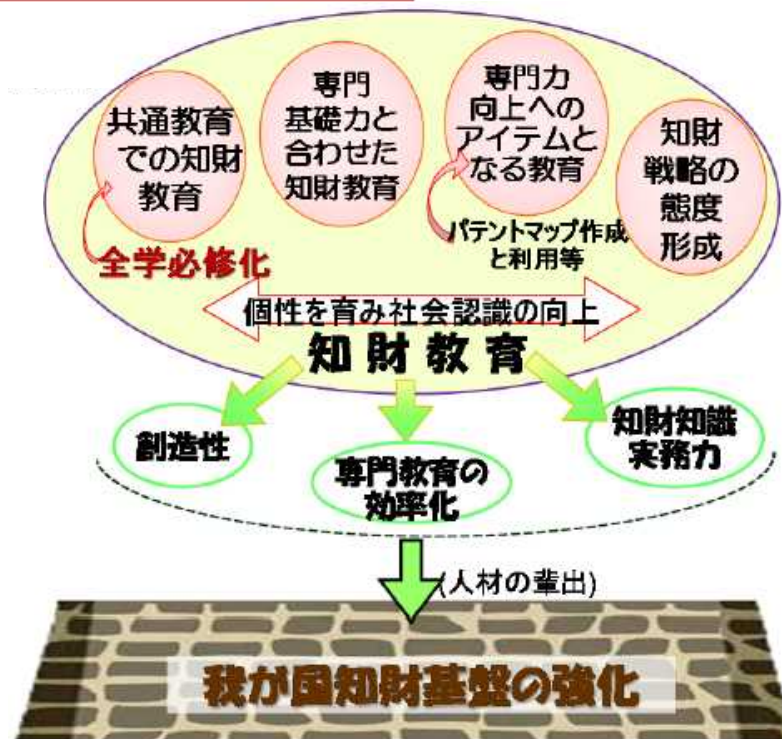 共通教育
での知財
教育
専門
基礎力と
合わせた
知財教育
専門力
向上への
アイテムと
なる教育
知財
戦略の
態度
形成
全学必修化
パテントマップ作成
と利用等
個性を育み社会認識の向上
知財教育
創造性
専門教育の
効率化
知財知識
実務力
(人材の輩出)
我が国知財基盤の強化